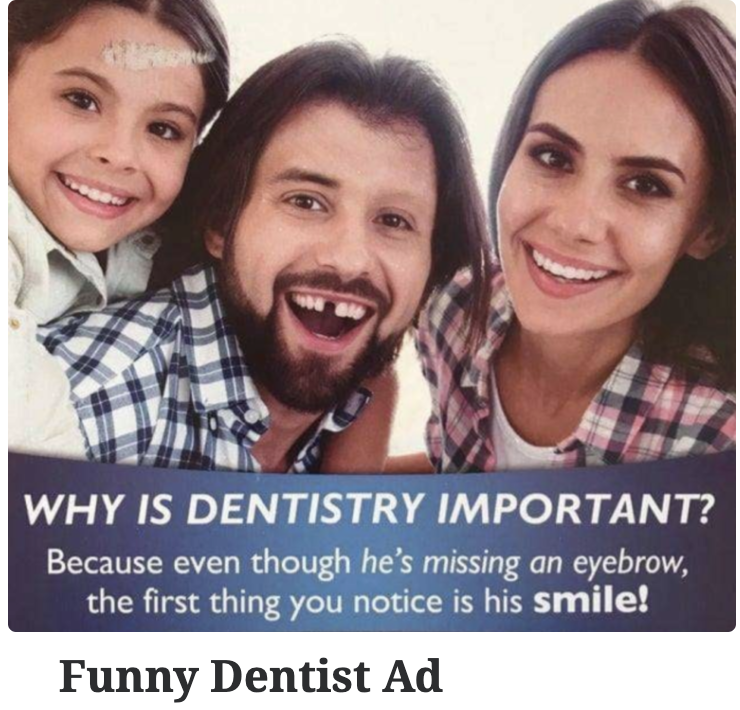 WHY IS DENTISTRY IMPORTANT?
Because even though he's missing an eyebrow,
the first thing you notice is his smile!
Funny Dentist Ad